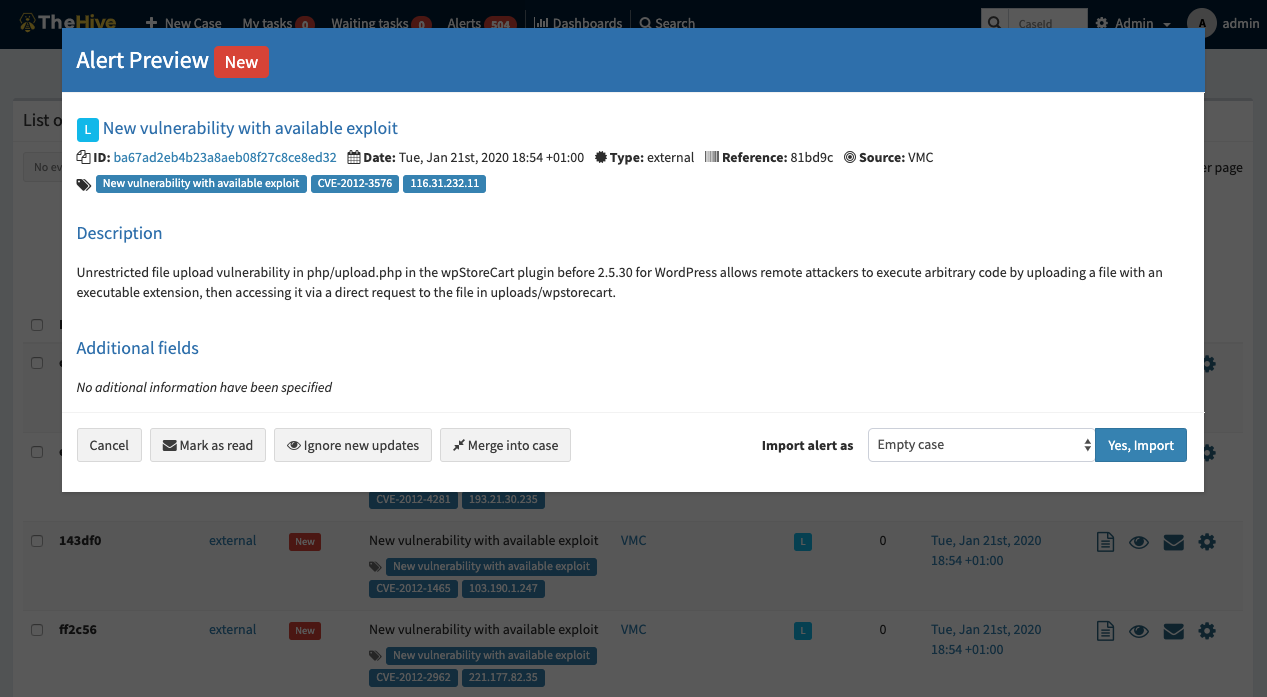 TheHive + New Case My tasks 0 Waiting tasks 0 Alerts 504 Dashboards Search CaseId Admin A admin
Alert Preview New
List o
No ev
er page
L New vulnerability with available exploit
ID: ba67ad2eb4b23a8aeb08f27c8ce8ed32 Date: Tue, Jan 21st, 2020 18:54 +01:00 Type: external Reference: 81bd9c Source: VMC
New vulnerability with available exploit CVE-2012-3576 116.31.232.11
Description
Unrestricted file upload vulnerability in php/upload.php in the wpStoreCart plugin before 2.5.30 for WordPress allows remote attackers to execute arbitrary code by uploading a file with an
executable extension, then accessing it via a direct request to the file in uploads/wpstorecart.
Additional fields
No aditional information have been specified
Cancel Mark as read Ignore new updates Merge into case Import alert as Empty case Yes, Import
CVE-2012-4281 193.21.30.235
143df0 external New New vulnerability with available exploit VMC L 0 Tue, Jan 21st, 2020
New vulnerability with available exploit 18:54 +01:00
CVE-2012-1465 103.190.1.247
ff2c56 external New New vulnerability with available exploit VMC L 0 Tue, Jan 21st, 2020
New vulnerability with available exploit 18:54 +01:00
CVE-2012-2962 221.177.82.35